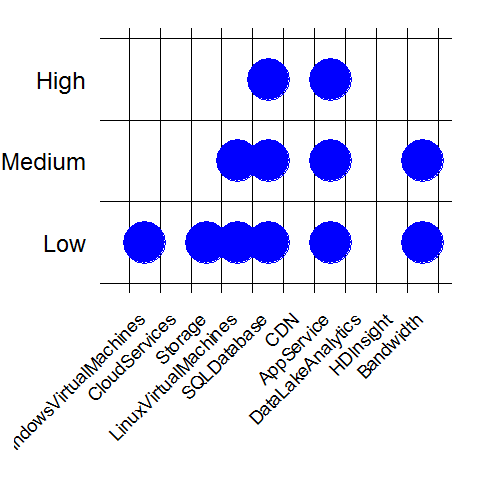 High
Medium
Low
ndowsVirtualMachines
CloudServices
Storage
LinuxVirtualMachines
SQLDatabase
CDN
AppService
DataLakeAnalytics
HDInsight
Bandwidth